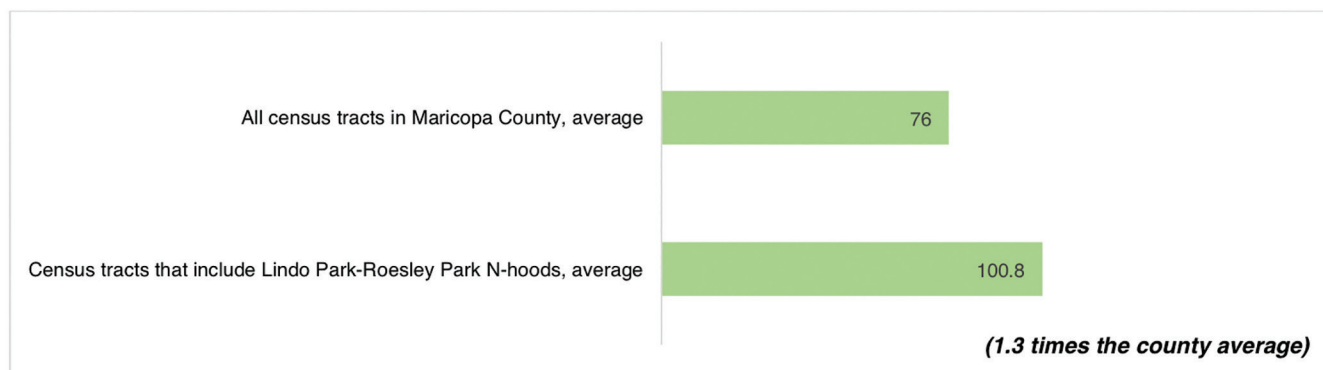 All census tracts in Maricopa County, average
76
Census tracts that include Lindo Park-Roesley Park N-hoods, average
100.8
(1.3 times the county average)